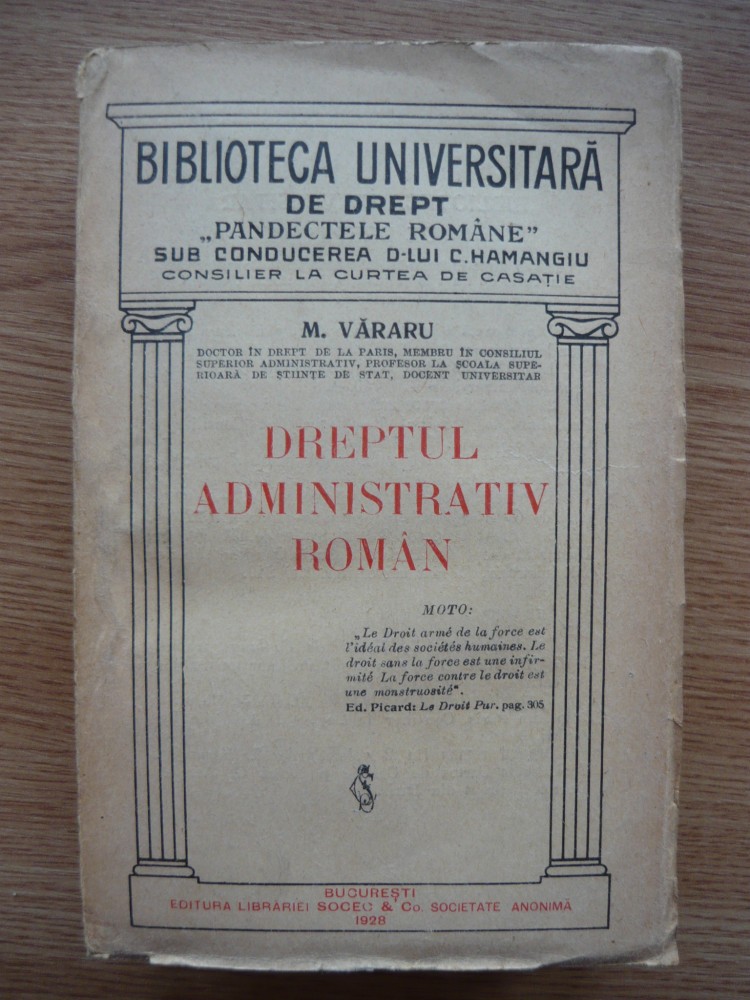 BIBLIOTECA UNIVERSITARĂ
DE DREPT
„PANDECTELE ROMÂNE”
SUB CONDUCEREA D-LUI C. HAMANGIU
CONSILIER LA CURTEA DE CASAȚIE
M. VĂRARU
DOCTOR ÎN DREPT DE LA PARIS, MEMBRU ÎN CONSILIUL
SUPERIOR ADMINISTRATIV, PROFESOR LA ȘCOALA SUPE-
RIOARĂ DE ȘTIINȚE DE STAT, DOCENT UNIVERSITAR
DREPTUL
ADMINISTRATIV
ROMÂN
MOTO:
„Le Droit armé de la force est
l'idéal des sociétés humaines. Le
droit sans la force est une infir-
mité La force contre le droit est
une monstruosité".
Ed. Picard: Le Droit Pur. pag. 305
BUCUREȘTI
EDITURA LIBRĂRIEI SOCEC & Co. SOCIETATE ANONIMĂ
1928